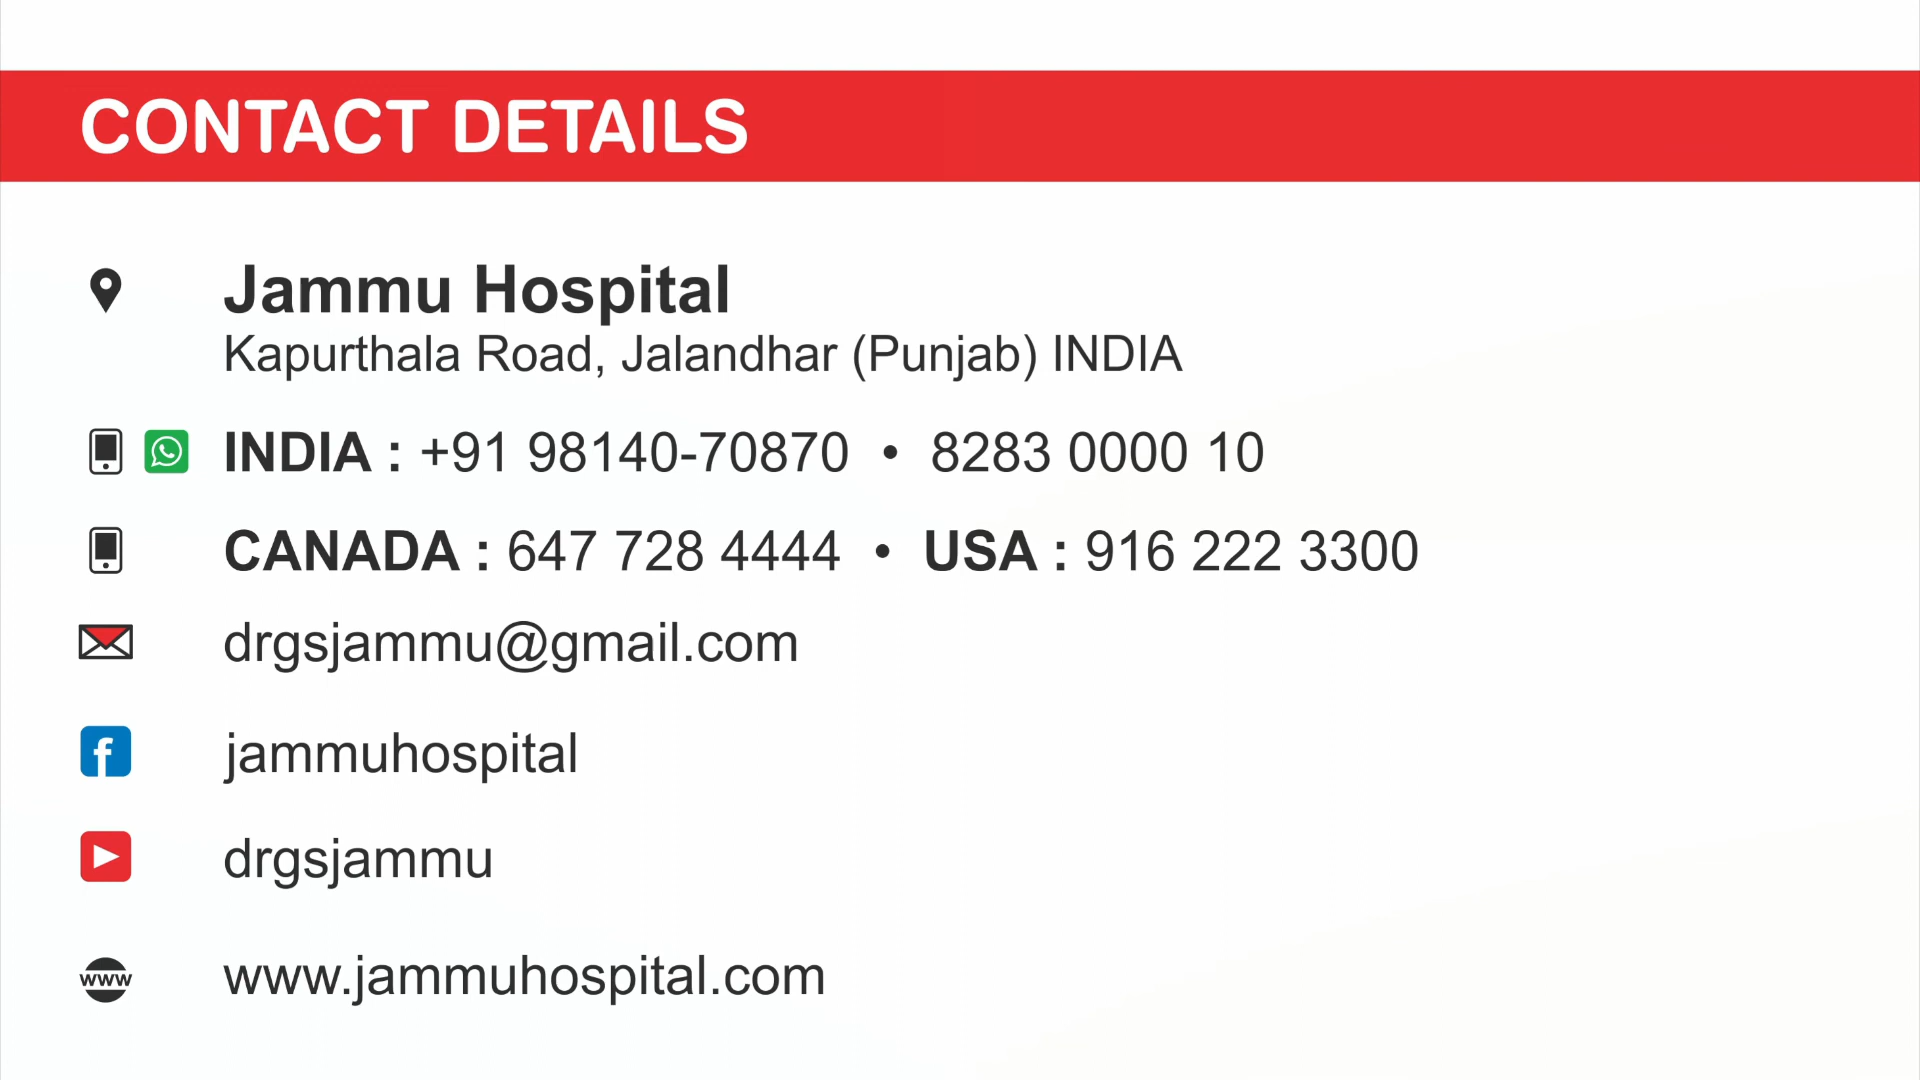 CONTACT DETAILS
Jammu Hospital
Kapurthala Road, Jalandhar (Punjab) INDIA
INDIA : +91 98140-70870 • 8283 0000 10
CANADA : 647 728 4444 • USA : 916 222 3300
drgsjammu@gmail.com
f jammuhospital
drgsjammu
www www.jammuhospital.com